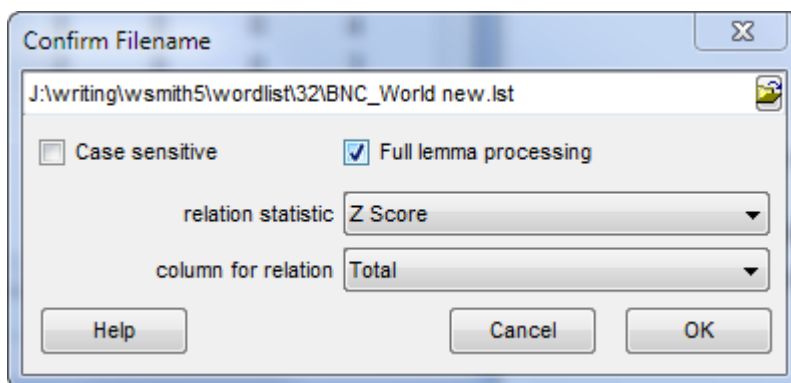 Confirm Filename
J:\writing\wsmith5\wordlist\32\BNC_World new.lst
Case sensitive Full lemma processing
relation statistic Z Score
column for relation Total
Help Cancel OK